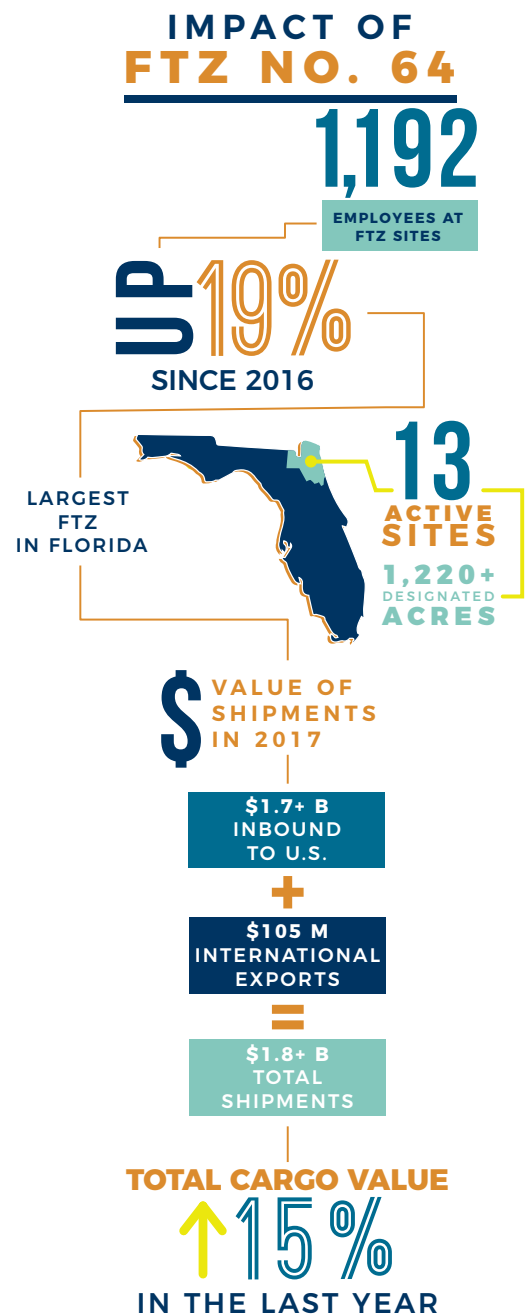 IMPACT OF
FTZ NO. 64
1,192
EMPLOYEES AT
FTZ SITES
UP 19%
SINCE 2016
LARGEST
FTZ
IN FLORIDA
13
ACTIVE
SITES
1,220+
DESIGNATED
ACRES
$ VALUE OF
SHIPMENTS
IN 2017
$1.7+ B
INBOUND
TO U.S.
+
$105 M
INTERNATIONAL
EXPORTS
=
$1.8+ B
TOTAL
SHIPMENTS
TOTAL CARGO VALUE
15%
IN THE LAST YEAR